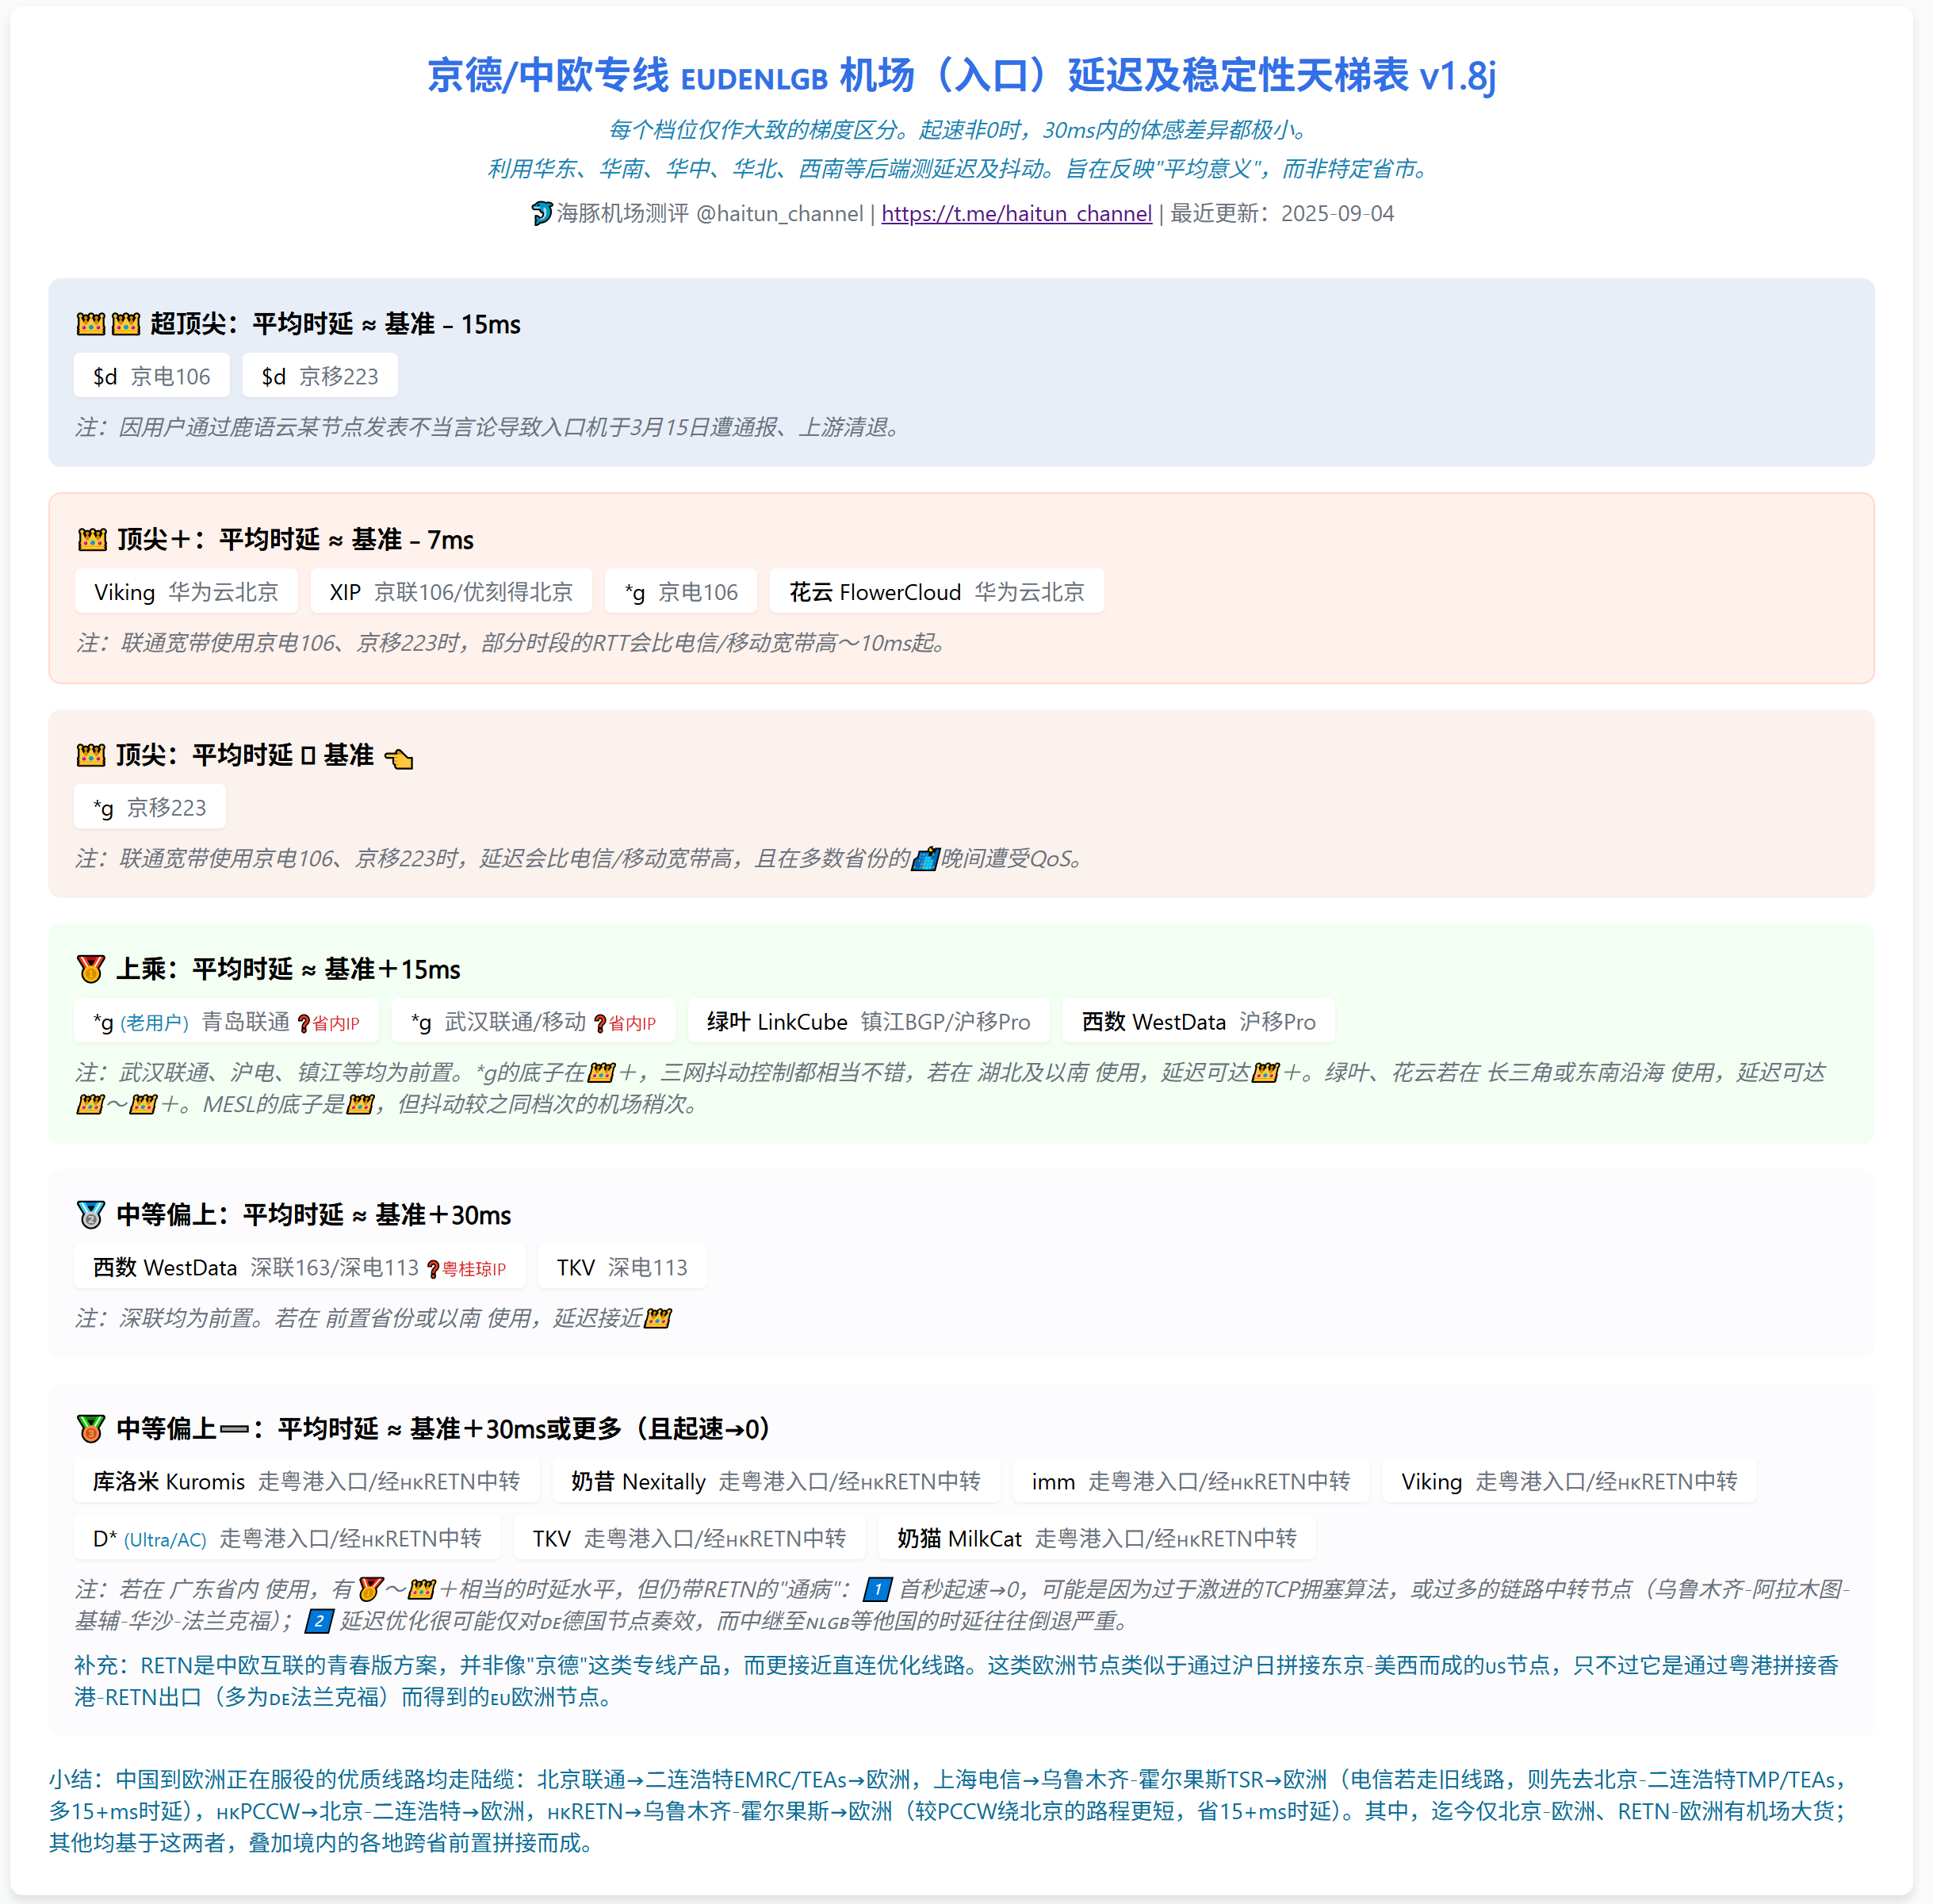 京德/中欧专线 EUDENLGB 机场（入口）延迟及稳定性天梯表 v1.8j
每个档位仅作大致的梯度区分。起速非0时，30ms内的体感差异都极小。
利用华东、华南、华中、华北、西南等后端测延迟及抖动。旨在反映"平均意义"，而非特定省市。
🐬海豚机场测评 @haitun_channel | https://t.me/haitun_channel | 最近更新：2025-09-04
👑👑 超顶尖：平均时延 ≈ 基准 – 15ms
$d 京电106 $d 京移223
注：因用户通过鹿语云某节点发表不当言论导致入口机于3月15日遭通报、上游清退。
👑 顶尖＋：平均时延 ≈ 基准 – 7ms
Viking 华为云北京 XIP 京联106/优刻得北京 *g 京电106 花云 FlowerCloud 华为云北京
注：联通宽带使用京电106、京移223时，部分时段的RTT会比电信/移动宽带高～10ms起。
👑 顶尖：平均时延 ▯ 基准 👈
*g 京移223
注：联通宽带使用京电106、京移223时，延迟会比电信/移动宽带高，且在多数省份的🌃晚间遭受QoS。
🥇 上乘：平均时延 ≈ 基准＋15ms
*g (老用户) 青岛联通 ❓省内IP *g 武汉联通/移动 ❓省内IP 绿叶 LinkCube 镇江BGP/沪移Pro 西数 WestData 沪移Pro
注：武汉联通、沪电、镇江等均为前置。*g的底子在👑＋，三网抖动控制都相当不错，若在 湖北及以南 使用，延迟可达👑＋。绿叶、花云若在 长三角或东南沿海 使用，延迟可达
👑～👑＋。MESL的底子是👑，但抖动较之同档次的机场稍次。
🥈 中等偏上：平均时延 ≈ 基准＋30ms
西数 WestData 深联163/深电113 ❓粤桂琼IP TKV 深电113
注：深联均为前置。若在 前置省份或以南 使用，延迟接近👑
🥉 中等偏上➖：平均时延 ≈ 基准＋30ms或更多（且起速→0）
库洛米 Kuromis 走粤港入口/经HKRETN中转 奶昔 Nexitally 走粤港入口/经HKRETN中转 imm 走粤港入口/经HKRETN中转 Viking 走粤港入口/经HKRETN中转
D* (Ultra/AC) 走粤港入口/经HKRETN中转 TKV 走粤港入口/经HKRETN中转 奶猫 MilkCat 走粤港入口/经HKRETN中转
注：若在 广东省内 使用，有🥇～👑＋相当的时延水平，但仍带RETN的"通病"：1️⃣ 首秒起速→0，可能是因为过于激进的TCP拥塞算法，或过多的链路中转节点（乌鲁木齐-阿拉木图-
基辅-华沙-法兰克福）；2️⃣ 延迟优化很可能仅对DE德国节点奏效，而中继至NLGB等他国的时延往往倒退严重。
补充：RETN是中欧互联的青春版方案，并非像"京德"这类专线产品，而更接近直连优化线路。这类欧洲节点类似于通过沪日拼接东京-美西而成的US节点，只不过它是通过粤港拼接香
港-RETN出口（多为DE法兰克福）而得到的EU欧洲节点。
小结：中国到欧洲正在服役的优质线路均走陆缆：北京联通→二连浩特EMRC/TEAs→欧洲，上海电信→乌鲁木齐-霍尔果斯TSR→欧洲（电信若走旧线路，则先去北京-二连浩特TMP/TEAs，
多15+ms时延），HKPCCW→北京-二连浩特→欧洲，HKRETN→乌鲁木齐-霍尔果斯→欧洲（较PCCW绕北京的路程更短，省15+ms时延）。其中，迄今仅北京-欧洲、RETN-欧洲有机场大货；
其他均基于这两者，叠加境内的各地跨省前置拼接而成。